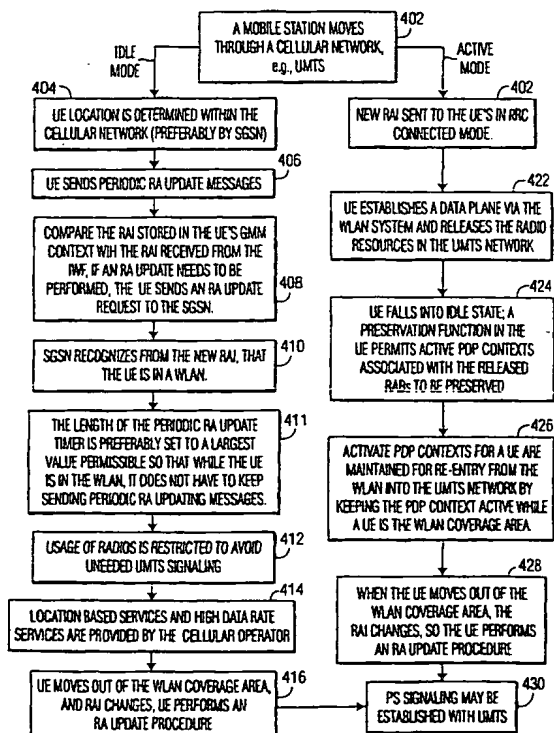 A MOBILE STATION MOVES
THROUGH A CELLULAR NETWORK,
e.g., UMTS
402
IDLE
MODE
ACTIVE
MODE
404
UE LOCATION IS DETERMINED WITHIN THE
CELLULAR NETWORK (PREFERABLY BY SGSN)
406
UE SENDS PERIODIC RA UPDATE MESSAGES
COMPARE THE RAI STORED IN THE UE'S GMM
CONTEXT WIH THE RAI RECEIVED FROM THE
IWF, IF AN RA UPDATE NEEDS TO BE
PERFORMED, THE UE SENDS AN RA UPDATE
REQUEST TO THE SGSN.
408
410
SGSN RECOGNIZES FROM THE NEW RAI, THAT
THE UE IS IN A WLAN.
411
THE LENGTH OF THE PERIODIC RA UPDATE
TIMER IS PREFERABLY SET TO A LARGEST
VALUE PERMISSIBLE SO THAT WHILE THE UE
IS IN THE WLAN, IT DOES NOT HAVE TO KEEP
SENDING PERIODIC RA UPDATING MESSAGES.
412
USAGE OF RADIOS IS RESTRICTED TO AVOID
UNEEDED UMTS SIGNALING
414
LOCATION BASED SERVICES AND HIGH DATA RATE
SERVICES ARE PROVIDED BY THE CELLULAR OPERATOR
416
UE MOVES OUT OF THE WLAN COVERAGE AREA,
AND RAI CHANGES, UE PERFORMS AN
RA UPDATE PROCEDURE
402
NEW RAI SENT TO THE UE'S IN RRC
CONNECTED MODE.
422
UE ESTABLISHES A DATA PLANE VIA THE
WLAN SYSTEM AND RELEASES THE RADIO
RESOURCES IN THE UMTS NETWORK
424
UE FALLS INTO IDLE STATE; A
PRESERVATION FUNCTION IN THE
UE PERMITS ACTIVE PDP CONTEXTS
ASSOCIATED WITH THE RELEASED
RABs TO BE PRESERVED
426
ACTIVATE PDP CONTEXTS FOR A UE ARE
MAINTAINED FOR RE-ENTRY FROM THE
WLAN INTO THE UMTS NETWORK BY
KEEPING THE PDP CONTEXT ACTIVE WHILE
A UE IS THE WLAN COVERAGE AREA.
428
WHEN THE UE MOVES OUT OF THE
WLAN COVERAGE AREA, THE
RAI CHANGES, SO THE UE PERFORMS
AN RA UPDATE PROCEDURE
430
PS SIGNALING MAY BE
ESTABLISHED WITH UMTS